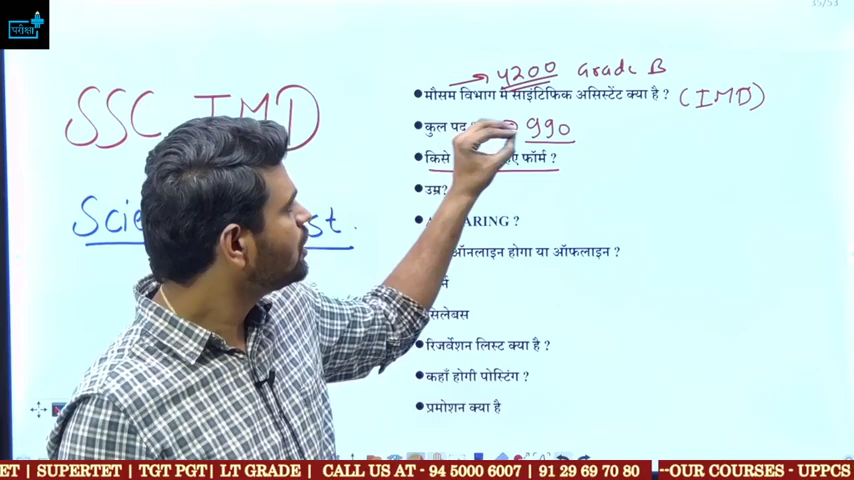 35/53
परीक्षा
SSC IMD
→ 4200 Grade B
• मौसम विभाग में साइंटिफिक असिस्टेंट क्या है ? (IMD)
• कुल पद 990
• किसे फॉर्म ?
• उम्र?
ARING ?
ऑनलाइन होगा या ऑफलाइन ?
सिलेबस
• रिजर्वेशन लिस्ट क्या है ?
• कहाँ होगी पोस्टिंग ?
• प्रमोशन क्या है
ET | SUPERTET | TGT PGT| LT GRADE | CALL US AT - 94 5000 6007 | 91 29 69 70 80 --OUR COURSES - UPPCS